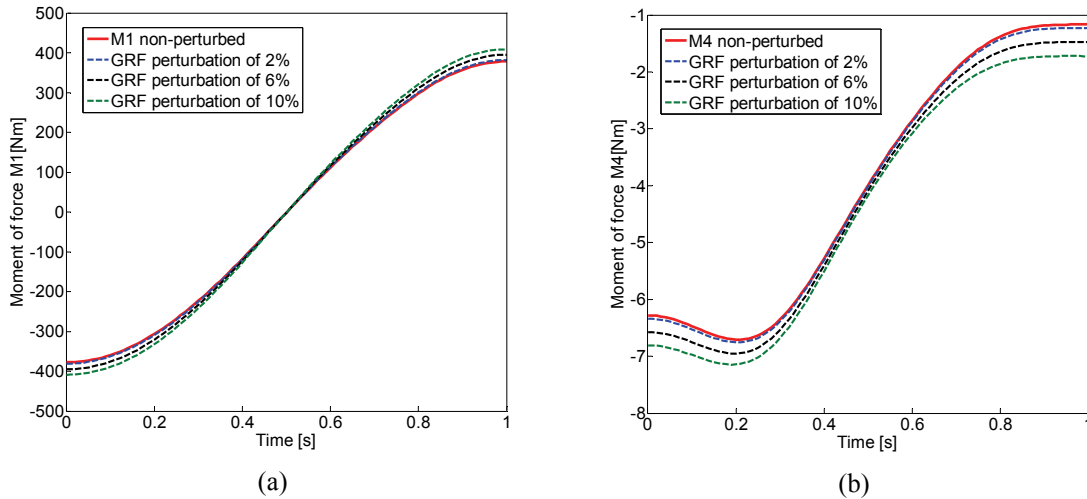 500
400
300
200
100
0
-100
-200
-300
-400
-500
Moment of force M1[Nm]
M1 non-perturbed
GRF perturbation of 2%
GRF perturbation of 6%
GRF perturbation of 10%
0 0.2 0.4 0.6 0.8 1
Time [s]
(a)
-1
-2
-3
-4
-5
-6
-7
-8
Moment of force M4[Nm]
M4 non-perturbed
GRF perturbation of 2%
GRF perturbation of 6%
GRF perturbation of 10%
0 0.2 0.4 0.6 0.8 1
Time [s]
(b)